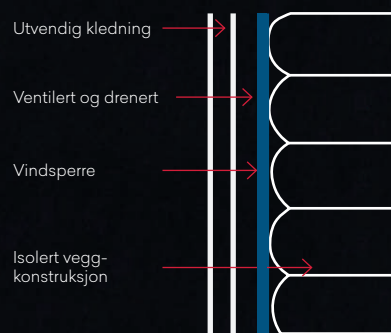 Utvendig kledning
Ventilert og drenert
Vindsperre
Isolert vegg-
konstruksjon